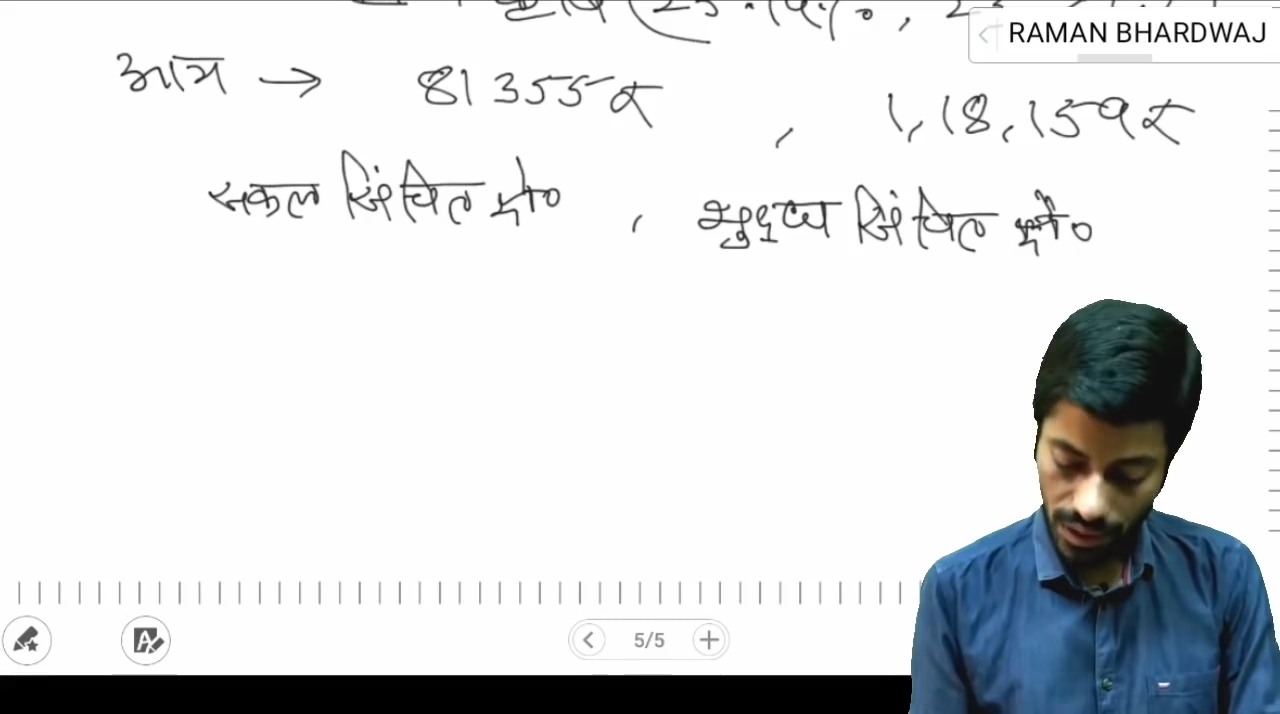 RAMAN BHARDWAJ
आय → 81355₹ , 1,18,159₹
सकल सिंचित क्षे० , शुद्ध सिंचित क्षे०
5/5